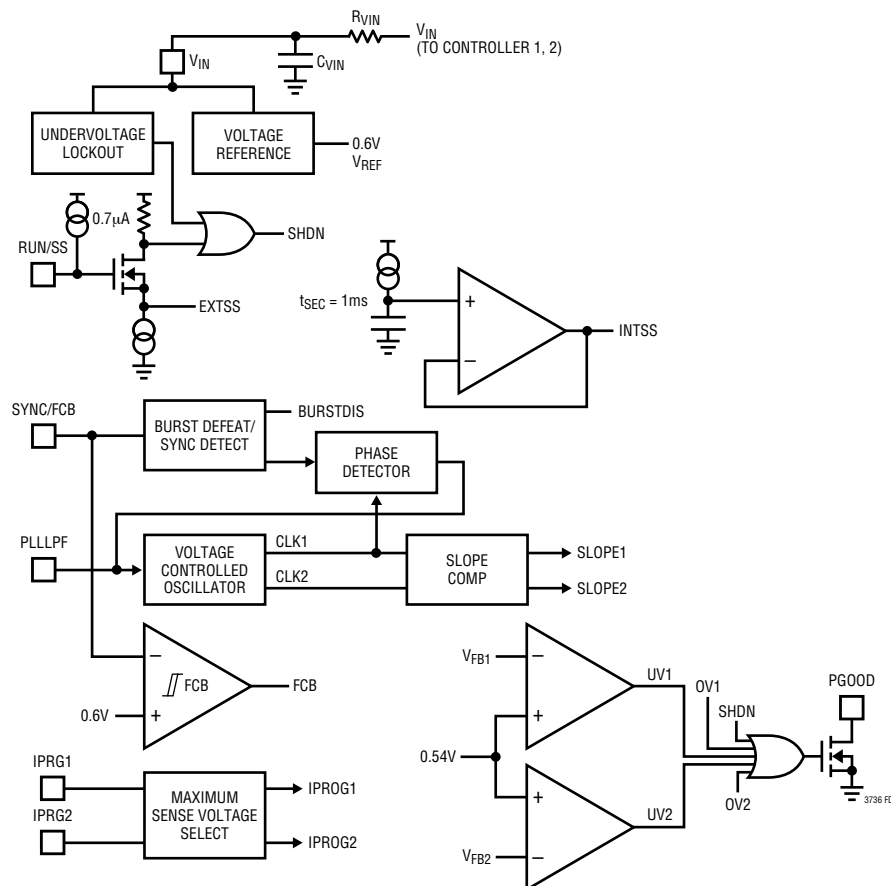 RVIN
VIN
(TO CONTROLLER 1, 2)
VIN
CVIN
UNDERVOLTAGE
LOCKOUT
VOLTAGE
REFERENCE
0.6V
VREF
0.7µA
SHDN
RUN/SS
EXTSS
tSEC = 1ms
+
−
INTSS
SYNC/FCB
BURST DEFEAT/
SYNC DETECT
BURSTDIS
PHASE
DETECTOR
PLLLPF
VOLTAGE
CONTROLLED
OSCILLATOR
CLK1
CLK2
SLOPE
COMP
SLOPE1
SLOPE2
−
FCB
+
FCB
0.6V
VFB1
−
+
UV1
OV1
SHDN
PGOOD
0.54V
IPRG1
IPRG2
MAXIMUM
SENSE VOLTAGE
SELECT
IPROG1
IPROG2
+
−
UV2
OV2
VFB2
3736 FD